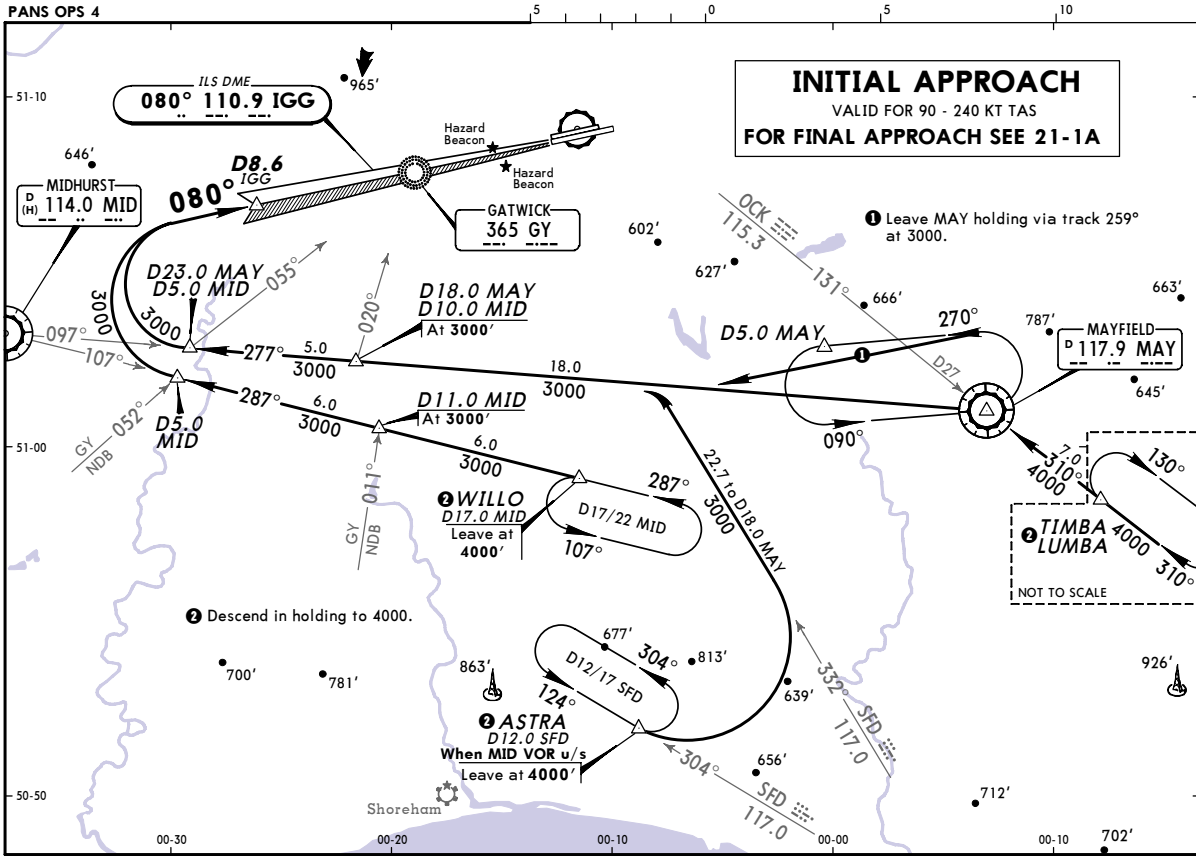 PANS OPS 4
5
0
5
10
51-10
965'
ILS DME
080° 110.9 IGG
INITIAL APPROACH
VALID FOR 90 - 240 KT TAS
FOR FINAL APPROACH SEE 21-1A
Hazard
Beacon
Hazard
Beacon
646'
MIDHURST
D
(H) 114.0 MID
D8.6
IGG
080°
GATWICK
365 GY
602'
627'
OCK
115.3
131°
D27
❶ Leave MAY holding via track 259°
at 3000.
666'
663'
787'
645'
D23.0 MAY
D5.0 MID
055°
020°
D18.0 MAY
D10.0 MID
At 3000'
D5.0 MAY
270°
❶
MAYFIELD
D 117.9 MAY
090°
3000
3000
097°
107°
277°
5.0
3000
18.0
3000
287°
6.0
3000
D11.0 MID
At 3000'
6.0
3000
51-00
GY
NDB
052°
D5.0
MID
GY
NDB
011°
❷ WILLO
D17.0 MID
Leave at
4000'
287°
D17/22 MID
107°
22.7 to D18.0 MAY
3000
7.0
310°
4000
130°
❷ TIMBA
LUMBA
4000
310°
NOT TO SCALE
❷ Descend in holding to 4000.
700'
781'
863'
677'
304°
813'
D12/17 SFD
124°
639'
926'
❷ ASTRA
D12.0 SFD
When MID VOR u/s
Leave at 4000'
332°
SFD
117.0
304°
SFD
117.0
656'
712'
702'
50-50
Shoreham
00-30
00-20
00-10
00-00
00-10